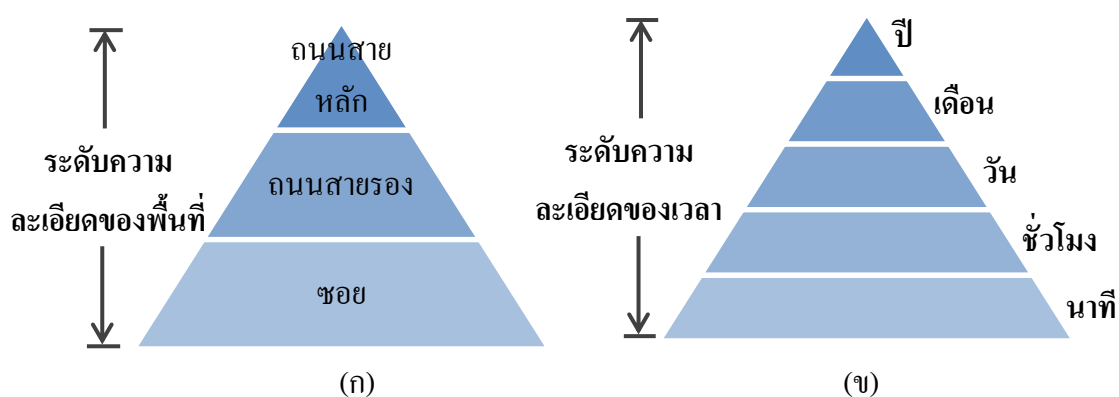 ถนนสาย
หลัก
ระดับความ
ละเอียดของพื้นที่
ถนนสายรอง
ซอย
(ก)
ปี
เดือน
ระดับความ
ละเอียดของเวลา
วัน
ชั่วโมง
นาที
(ข)